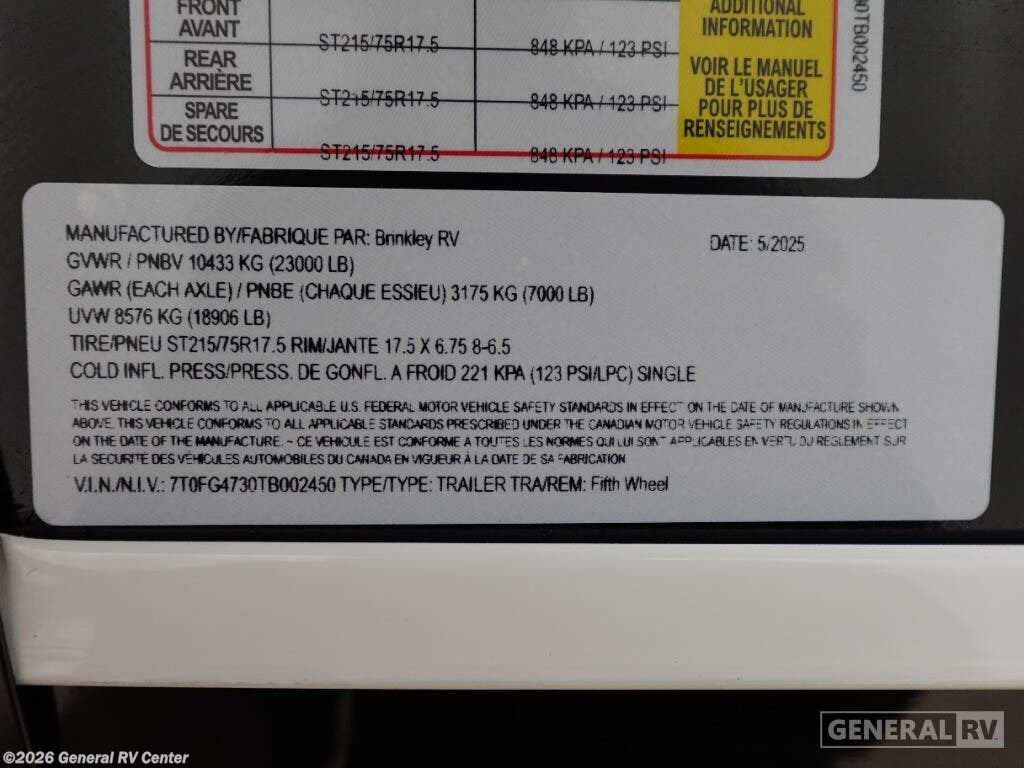 FRONT
AVANT
ST215/75R17.5 848 KPA / 123 PSI
REAR
ARRIÈRE
ST215/75R17.5 848 KPA / 123 PSI
SPARE
DE SECOURS
ST215/75R17.5 848 KPA / 123 PSI
ADDITIONAL
INFORMATION
VOIR LE MANUEL
DE L'USAGER
POUR PLUS DE
RENSEIGNEMENTS
0TB002450
MANUFACTURED BY/FABRIQUE PAR: Brinkley RV DATE: 5/2025
GVWR / PNBV 10433 KG (23000 LB)
GAWR (EACH AXLE) / PNBE (CHAQUE ESSIEU) 3175 KG (7000 LB)
UVW 8576 KG (18906 LB)
TIRE/PNEU ST215/75R17.5 RIM/JANTE 17.5 X 6.75 8-6.5
COLD INFL. PRESS/PRESS. DE GONFL. A FROID 221 KPA (123 PSI/LPC) SINGLE
THIS VEHICLE CONFORMS TO ALL APPLICABLE U.S. FEDERAL MOTOR VEHICLE SAFETY STANDARDS IN EFFECT ON THE DATE OF MANUFACTURE SHOWN
ABOVE. THIS VEHICLE CONFORMS TO ALL APPLICABLE STANDARDS PRESCRIBED UNDER THE CANADIAN MOTOR VEHICLE SAFETY REGULATIONS IN EFFECT
ON THE DATE OF THE MANUFACTURE. ~ CE VEHICULE EST CONFORME A TOUTES LES NORMES QUI LUI SONT APPLICABLES EN VERTU DU REGLEMENT SUR
LA SECURITE DES VÉHICULES AUTOMOBILES DU CANADA EN VIGUEUR À LA DATE DE SA FABRICATION
V.I.N./N.I.V.: 7T0FG4730TB002450 TYPE/TYPE: TRAILER TRA/REM: Fifth Wheel
GENERAL RV
©2026 General RV Center